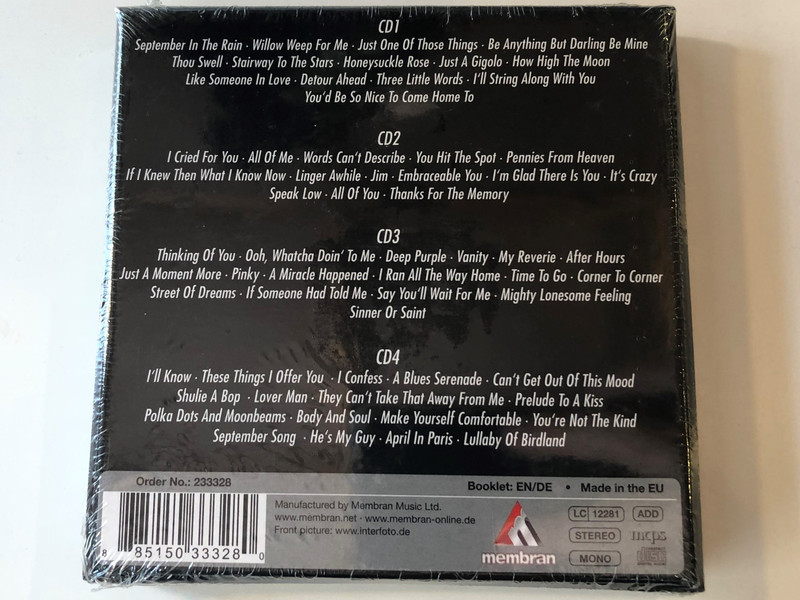 CD1
September In The Rain · Willow Weep For Me · Just One Of Those Things · Be Anything But Darling Be Mine
Thou Swell · Stairway To The Stars · Honeysuckle Rose · Just A Gigolo · How High The Moon
Like Someone In Love · Detour Ahead · Three Little Words · I'll String Along With You
You'd Be So Nice To Come Home To
CD2
I Cried For You · All Of Me · Words Can't Describe · You Hit The Spot · Pennies From Heaven
If I Knew Then What I Know Now · Linger Awhile · Jim · Embraceable You · I'm Glad There Is You · It's Crazy
Speak Low · All Of You · Thanks For The Memory
CD3
Thinking Of You · Ooh, Whatcha Doin' To Me · Deep Purple · Vanity · My Reverie · After Hours
Just A Moment More · Pinky · A Miracle Happened · I Ran All The Way Home · Time To Go · Corner To Corner
Street Of Dreams · If Someone Had Told Me · Say You'll Wait For Me · Mighty Lonesome Feeling
Sinner Or Saint
CD4
I'll Know · These Things I Offer You · I Confess · A Blues Serenade · Can't Get Out Of This Mood
Shulie A Bop · Lover Man · They Can't Take That Away From Me · Prelude To A Kiss
Polka Dots And Moonbeams · Body And Soul · Make Yourself Comfortable · You're Not The Kind
September Song · He's My Guy · April In Paris · Lullaby Of Birdland
Order No.: 233328
Booklet: EN/DE • Made in the EU
8 85150 33328 0
Manufactured by Membran Music Ltd.
www.membran.net · www.membran-online.de
Front picture: www.interfoto.de
membran
LC 12281 ADD
STEREO mcps
MONO